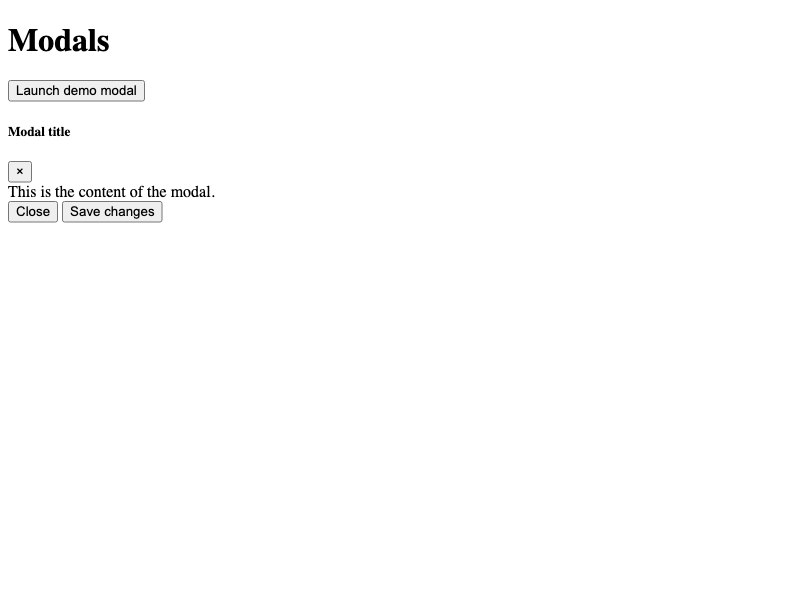 Modals
Launch demo modal
Modal title
×
This is the content of the modal.
Close Save changes